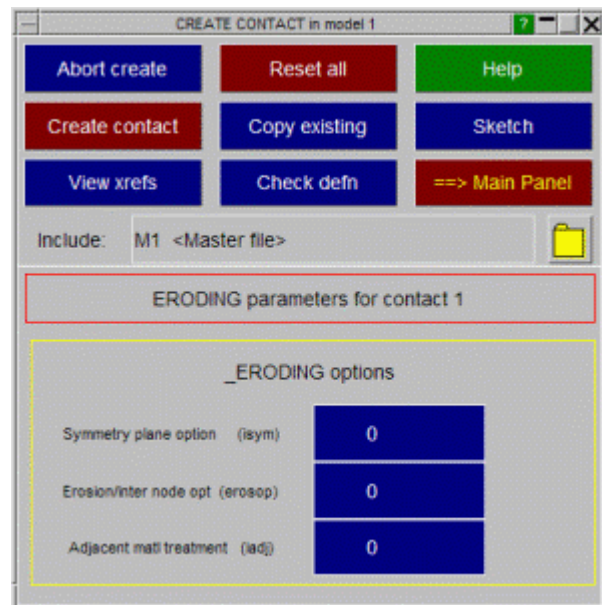 CREATE CONTACT in model 1 ?
Abort create Reset all Help
Create contact Copy existing Sketch
View xrefs Check defn ==> Main Panel
Include: M1 <Master file>
ERODING parameters for contact 1
_ERODING options
Symmetry plane option (isym) 0
Erosion/inter node opt (erosop) 0
Adjacent matl treatment (iadj) 0